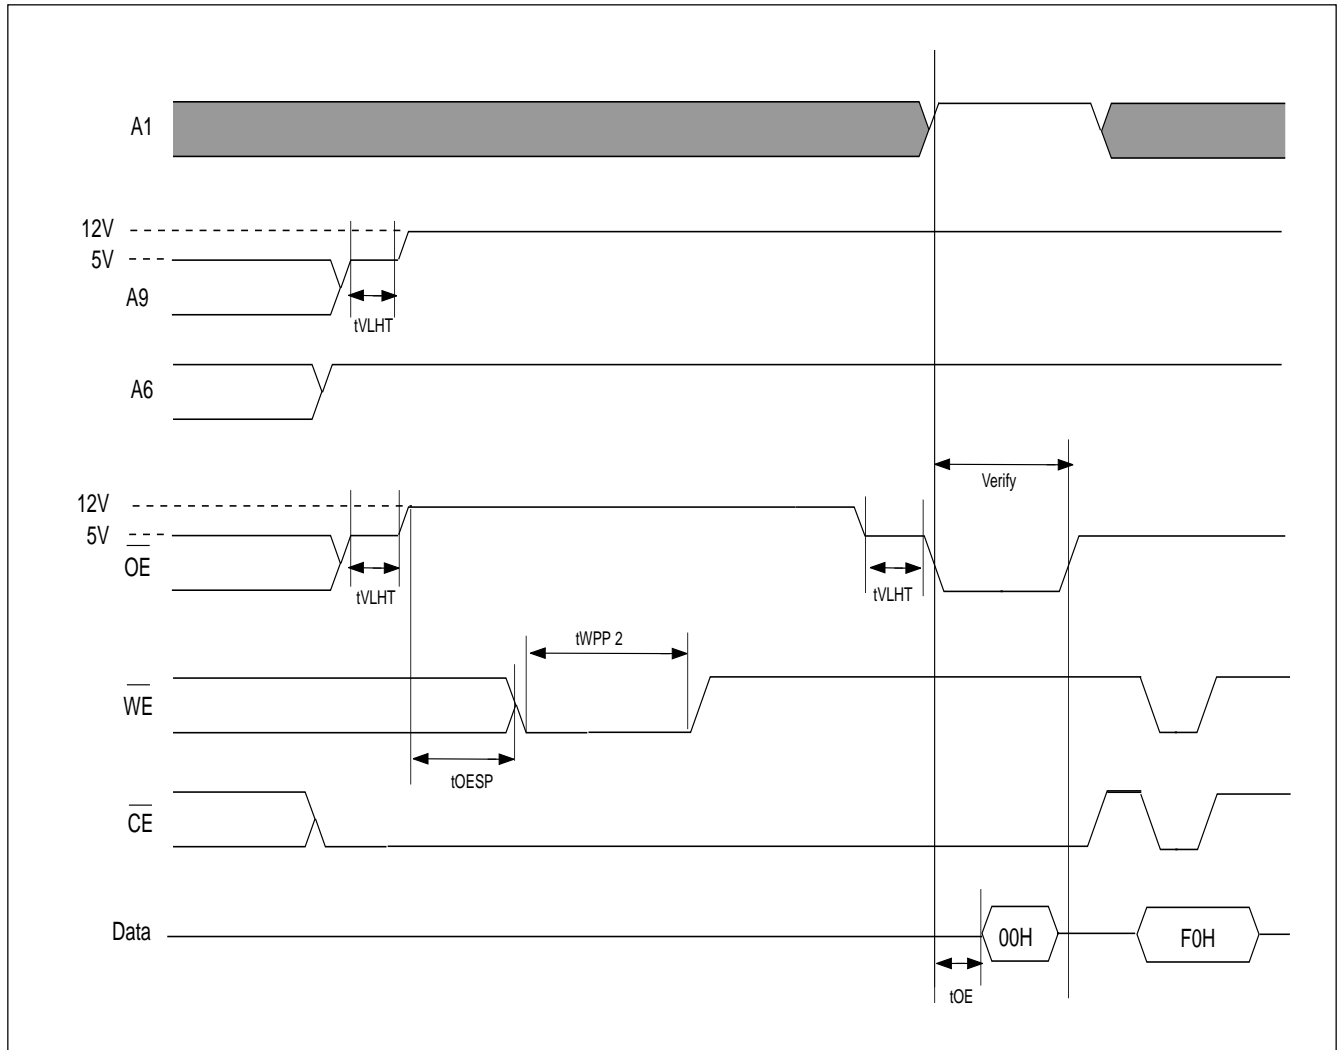 A1
12V
5V
A9
tVLHT
A6
Verify
12V
5V
OE
tVLHT
tVLHT
tWPP 2
WE
tOESP
CE
Data
00H
F0H
tOE